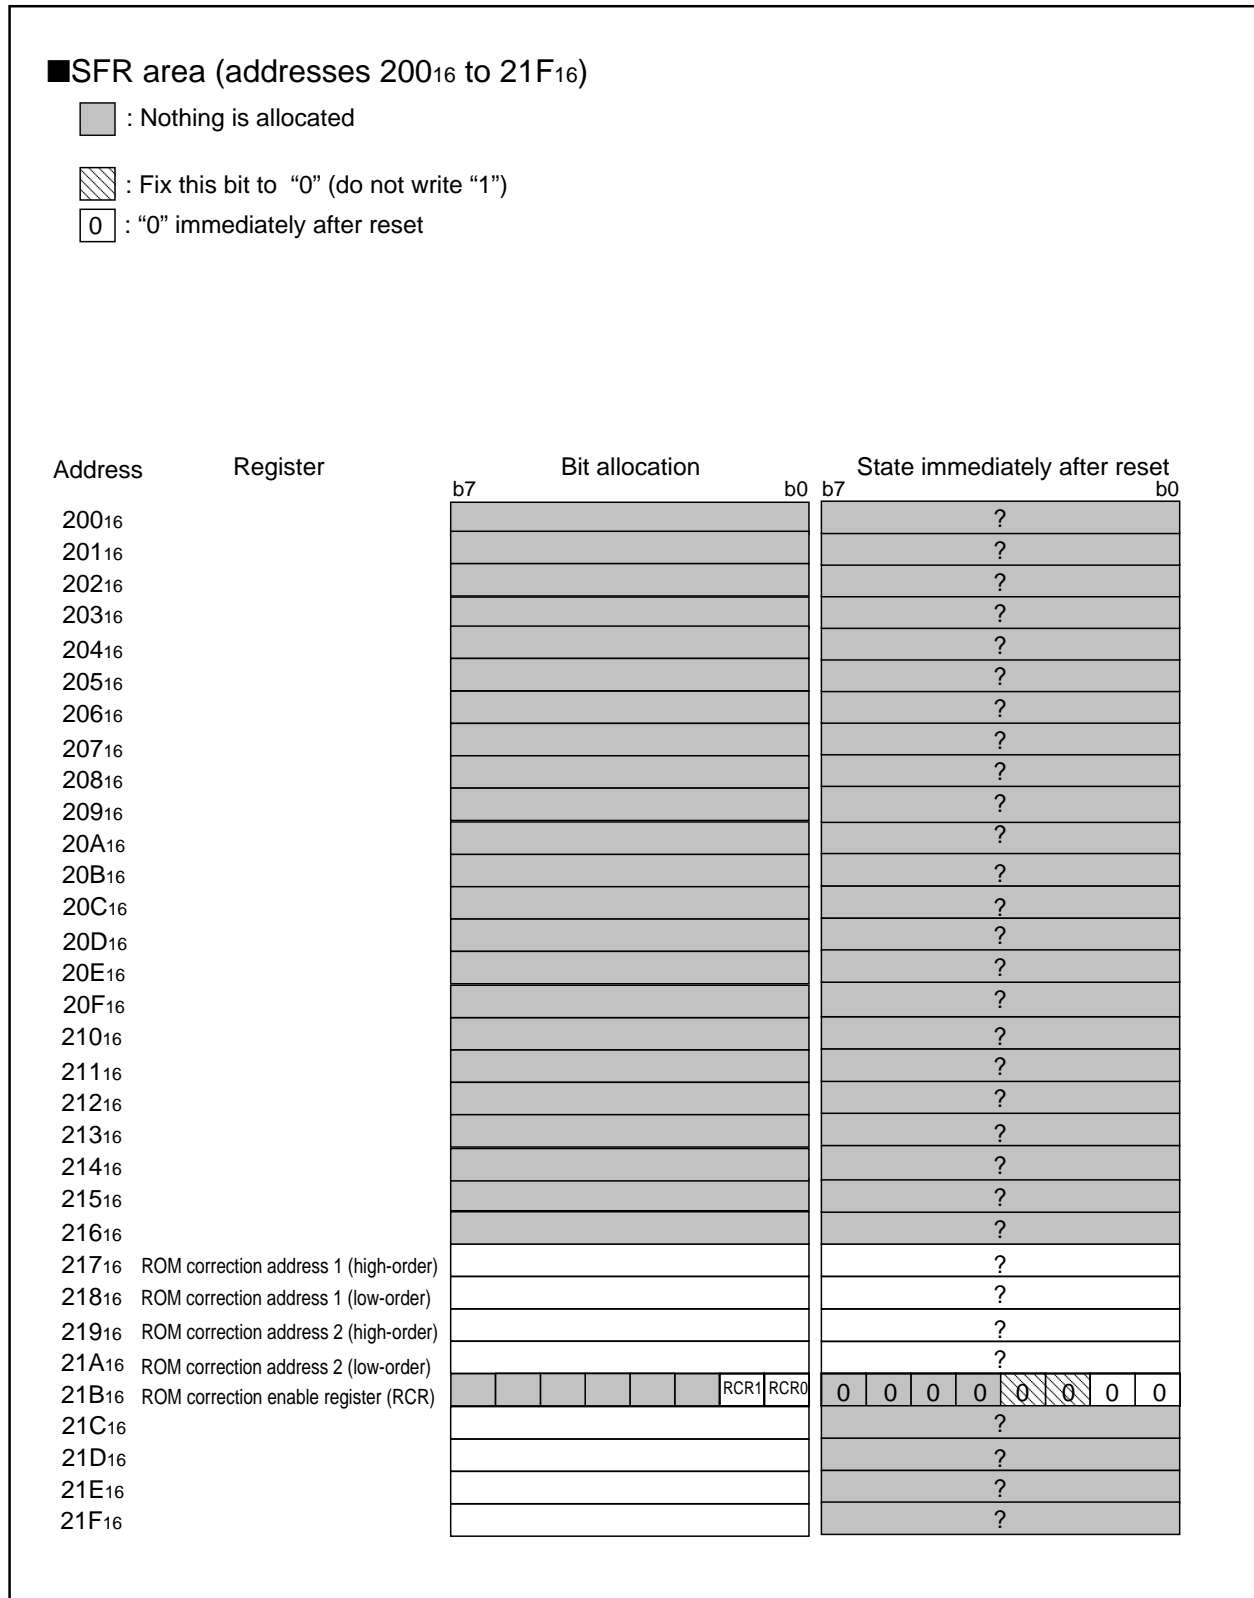 ■SFR area (addresses 200₁₆ to 21F₁₆)
: Nothing is allocated
: Fix this bit to “0” (do not write “1”)
0 : “0” immediately after reset
Address Register Bit allocation State immediately after reset
b7 b0 b7 b0
200₁₆ ?
201₁₆ ?
202₁₆ ?
203₁₆ ?
204₁₆ ?
205₁₆ ?
206₁₆ ?
207₁₆ ?
208₁₆ ?
209₁₆ ?
20A₁₆ ?
20B₁₆ ?
20C₁₆ ?
20D₁₆ ?
20E₁₆ ?
20F₁₆ ?
210₁₆ ?
211₁₆ ?
212₁₆ ?
213₁₆ ?
214₁₆ ?
215₁₆ ?
216₁₆ ?
217₁₆ ROM correction address 1 (high-order) ?
218₁₆ ROM correction address 1 (low-order) ?
219₁₆ ROM correction address 2 (high-order) ?
21A₁₆ ROM correction address 2 (low-order) ?
21B₁₆ ROM correction enable register (RCR) RCR1 RCR0 0 0 0 0 0 0 0 0
21C₁₆ ?
21D₁₆ ?
21E₁₆ ?
21F₁₆ ?